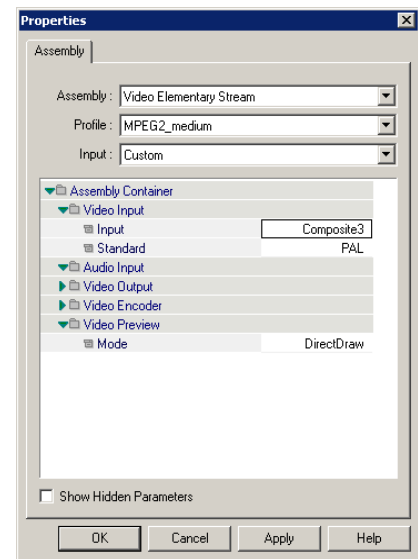 Properties
Assembly
Assembly : Video Elementary Stream
Profile : MPEG2_medium
Input : Custom
Assembly Container
Video Input
Input Composite3
Standard PAL
Audio Input
Video Output
Video Encoder
Video Preview
Mode DirectDraw
Show Hidden Parameters
OK Cancel Apply Help